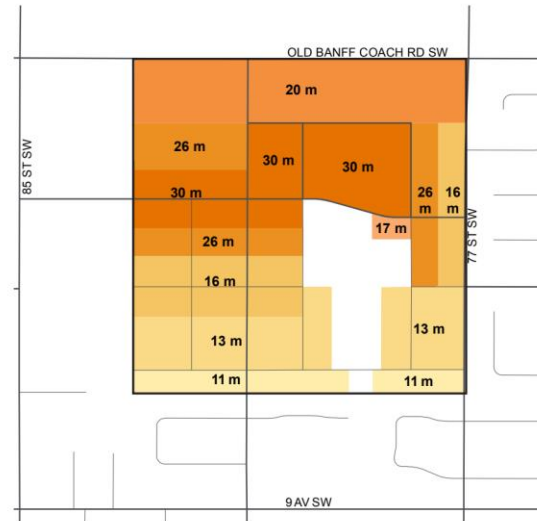 OLD BANFF COACH RD SW
20 m
26 m
30 m
30 m
85 ST SW
30 m
26
m
16
m
17 m
77 ST SW
26 m
16 m
13 m
13 m
11 m
11 m
9 AV SW